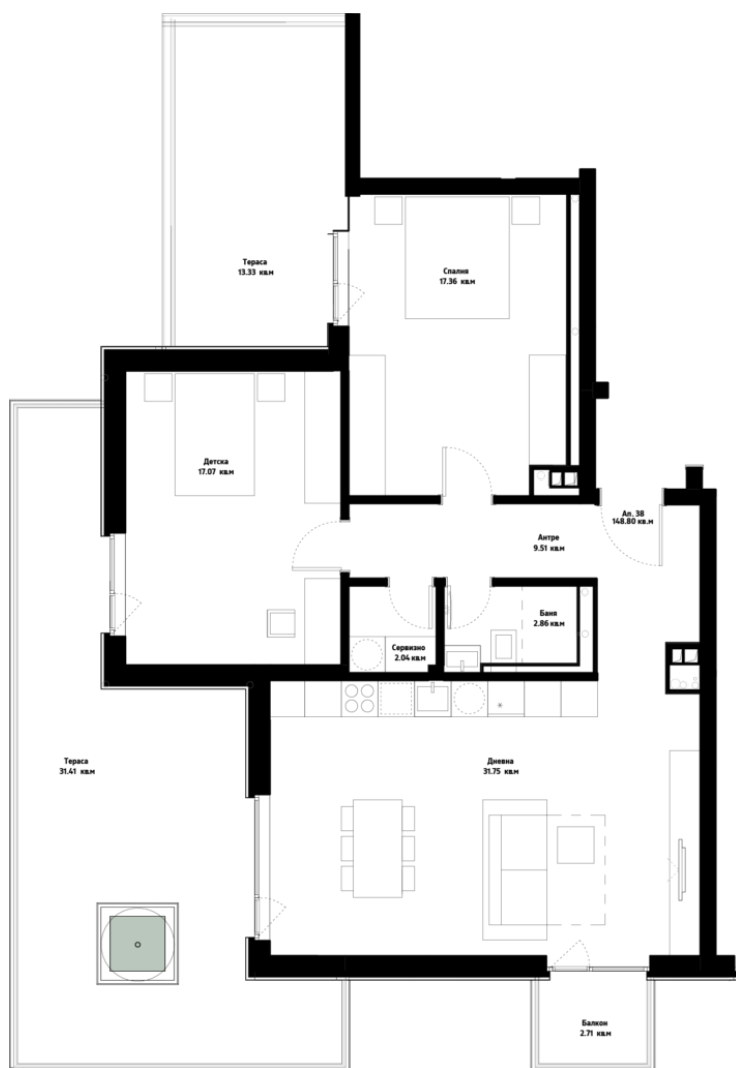 Тераса
13.33 кв.м
Спалня
17.36 кв.м
Детска
17.07 кв.м
Ап. 38
148.80 кв.м
Антре
9.51 кв.м
Баня
2.86 кв.м
Сервизно
2.04 кв.м
Тераса
31.41 кв.м
Дневна
31.75 кв.м
Балкон
2.71 кв.м